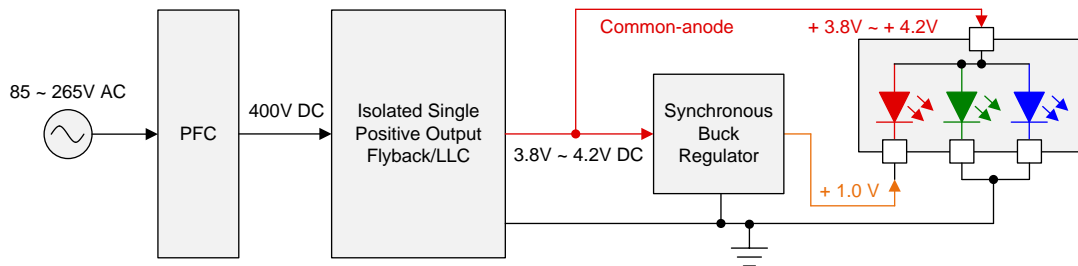 85 ~ 265V AC
PFC
400V DC
Isolated Single
Positive Output
Flyback/LLC
Common-anode
3.8V ~ 4.2V DC
Synchronous
Buck
Regulator
+ 1.0 V
+ 3.8V ~ + 4.2V